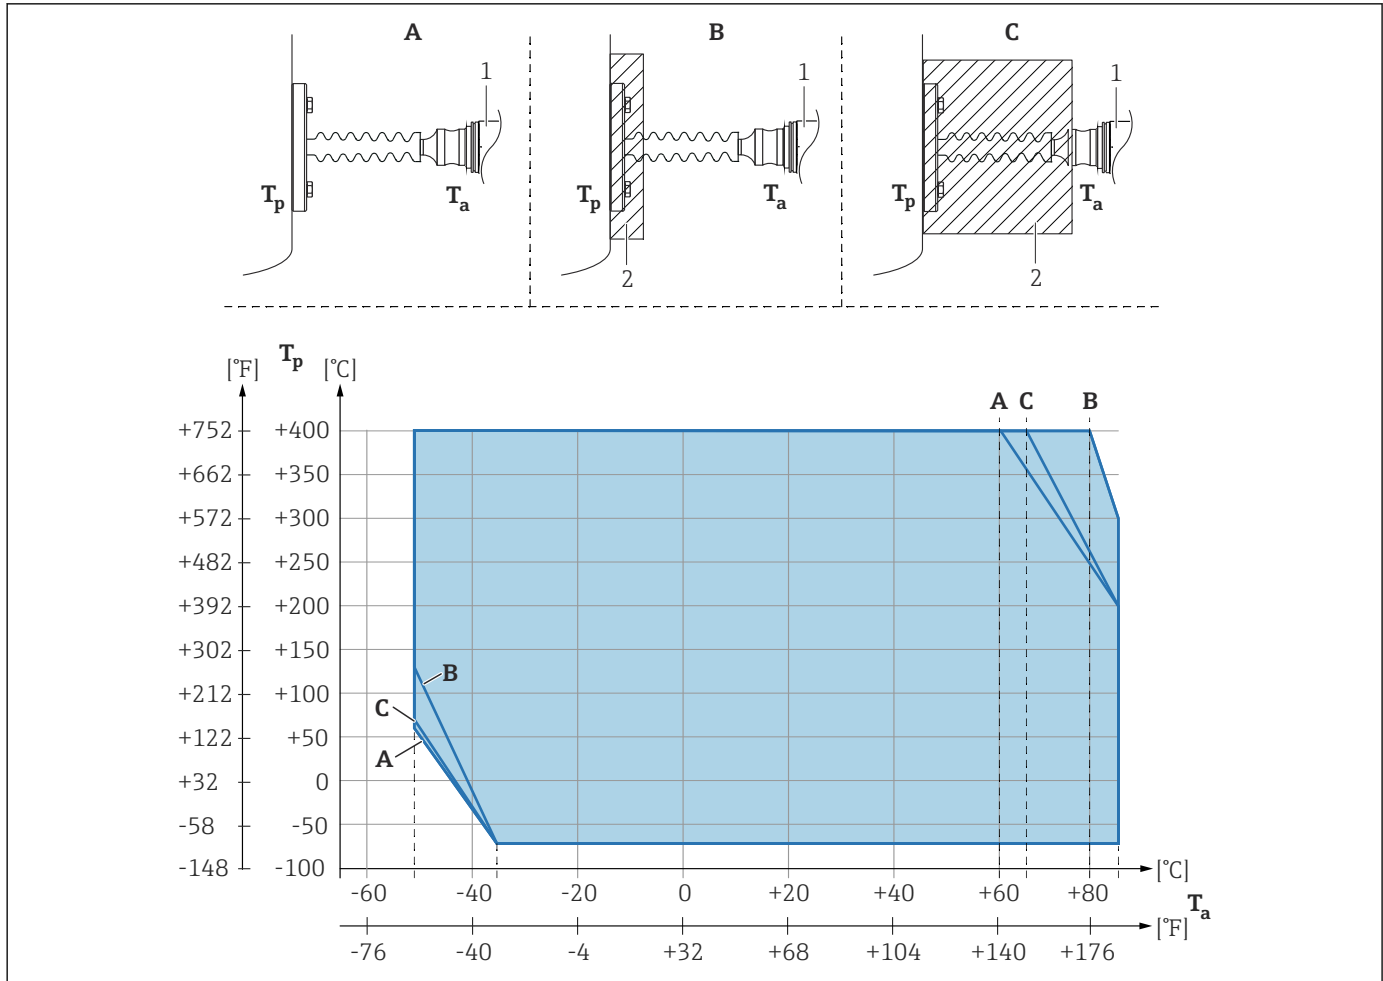 A B C
1 1 1
Tp Ta Tp Ta Tp Ta
2 2
Tp
[°F] [°C]
A C B
+752 +400
+662 +350
+572 +300
+482 +250
+392 +200
+302 +150
B
+212 +100
C
+122 +50
A
+32 0
-58 -50
-148 -100
[°C]
-60 -40 -20 0 +20 +40 +60 +80
Ta
[°F]
-76 -40 -4 +32 +68 +104 +140 +176